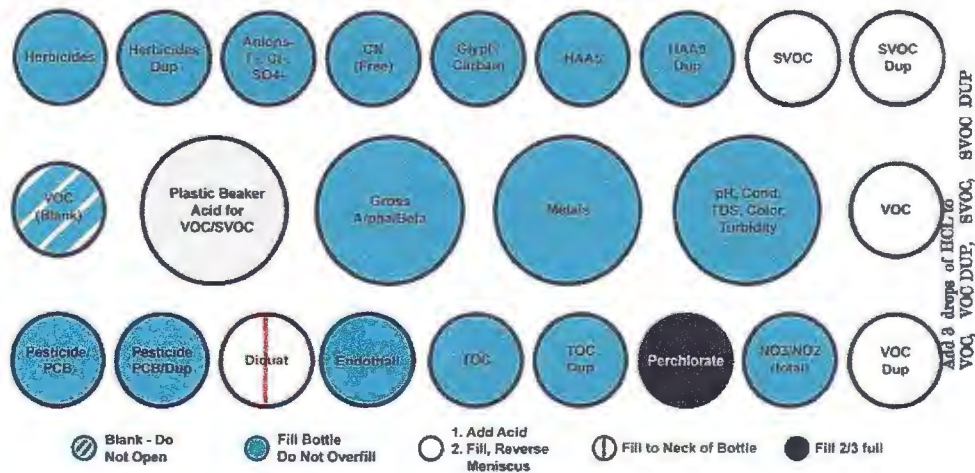 Herbicides
Herbicides
Dup
Anions-
SO4-
CN
(Free)
HAA5
HAA5
Dup
SVOC
SVOC
Dup
VOC
(Blank)
Plastic Beaker
Acid for
VOC/SVOC
Gross
Alpha/Beta
Metals
pH, Cond,
TDS, Color,
Turbidity
VOC
Add 3 drops of HCL to
VOC, VOC DUP, SVOC, SVOC DUP
Pesticide/
PCB
Pesticide
PCB/Dup
Diquat
Endothall
TOC
TOC
Dup
Perchlorate
NO3/NO2
(total)
VOC
Dup
Blank - Do
Not Open
Fill Bottle
Do Not Overfill
1. Add Acid
2. Fill, Reverse
Meniscus
Fill to Neck of Bottle
Fill 2/3 full